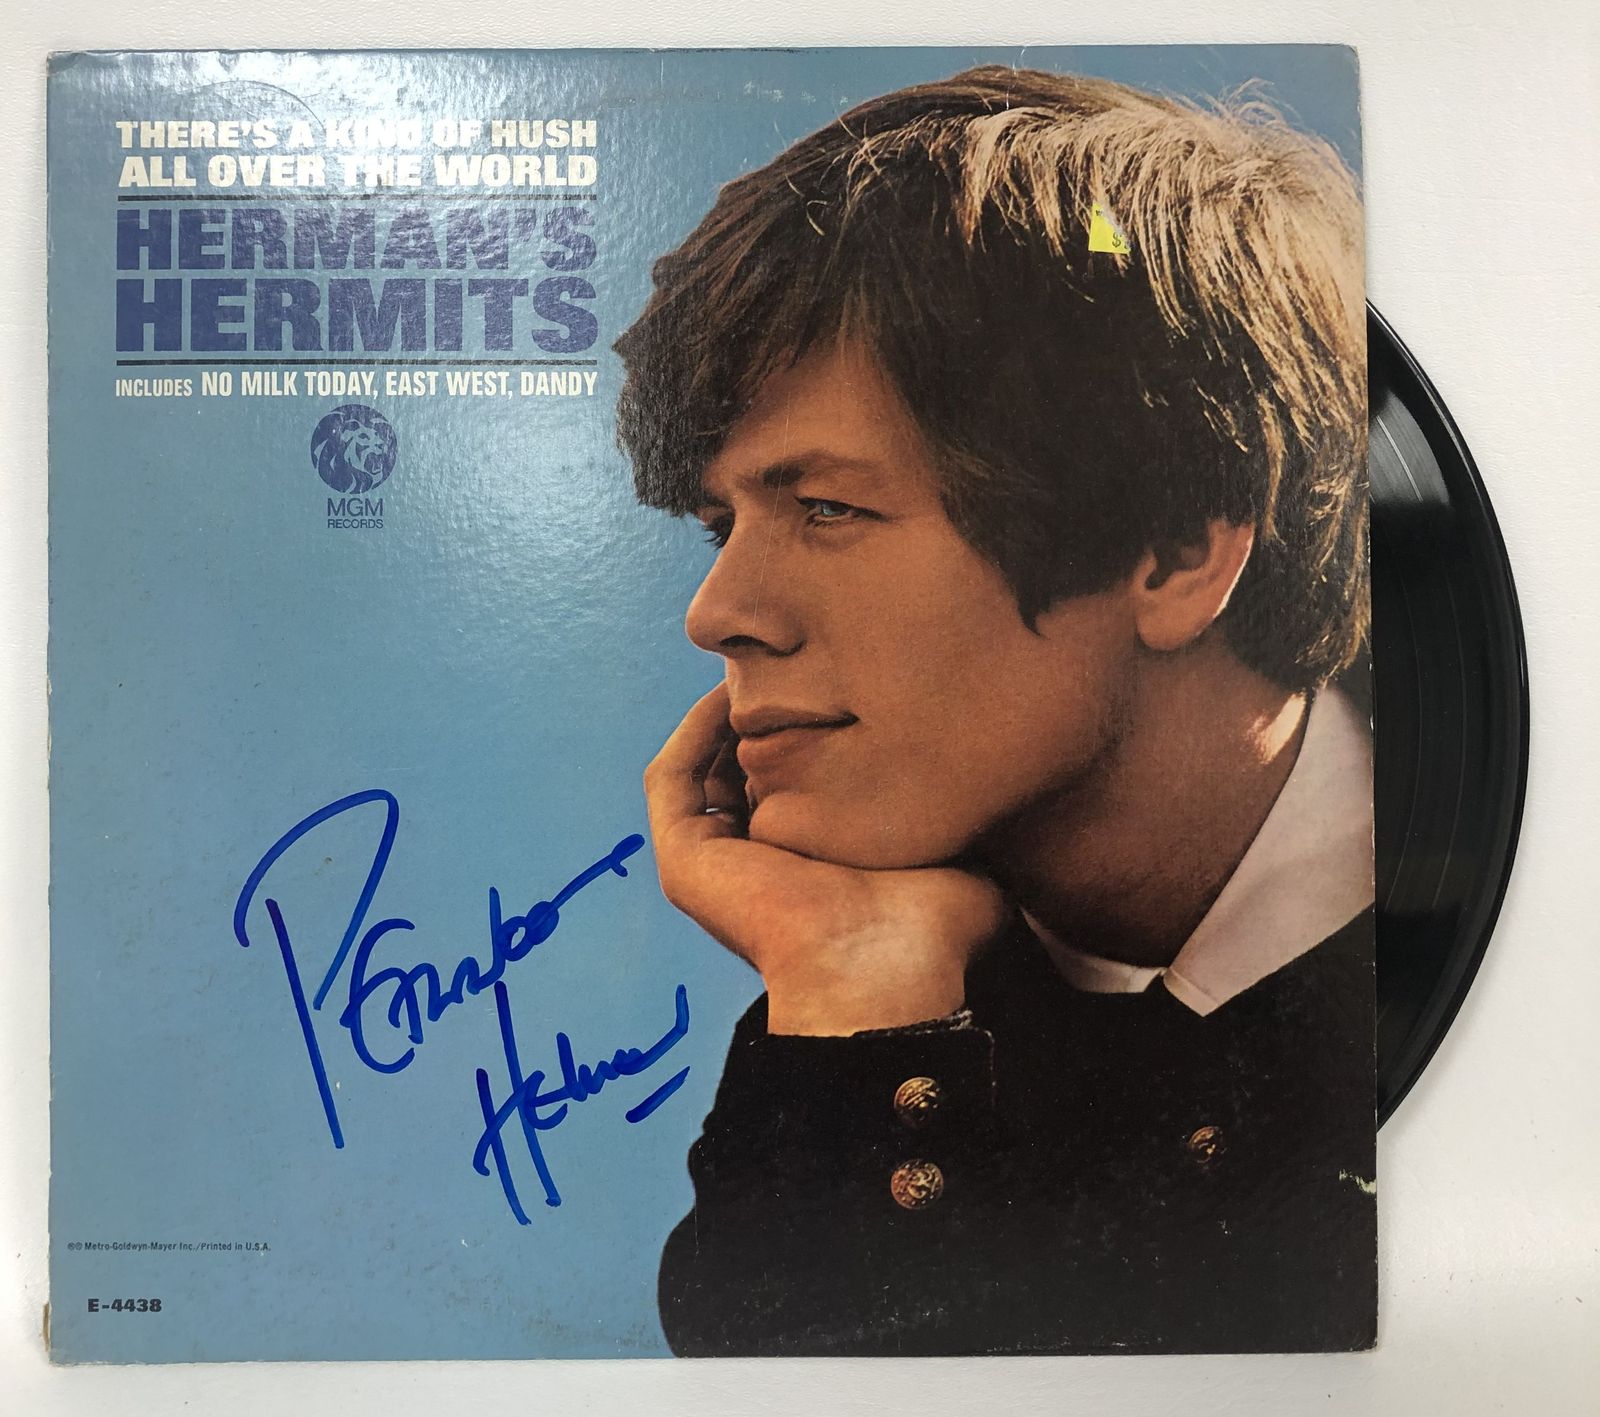 THERE'S A KIND OF HUSH
ALL OVER THE WORLD
HERMAN'S
HERMITS
INCLUDES NO MILK TODAY, EAST WEST, DANDY
MGM
RECORDS
℗© Metro-Goldwyn-Mayer Inc./Printed in U.S.A.
E-4438